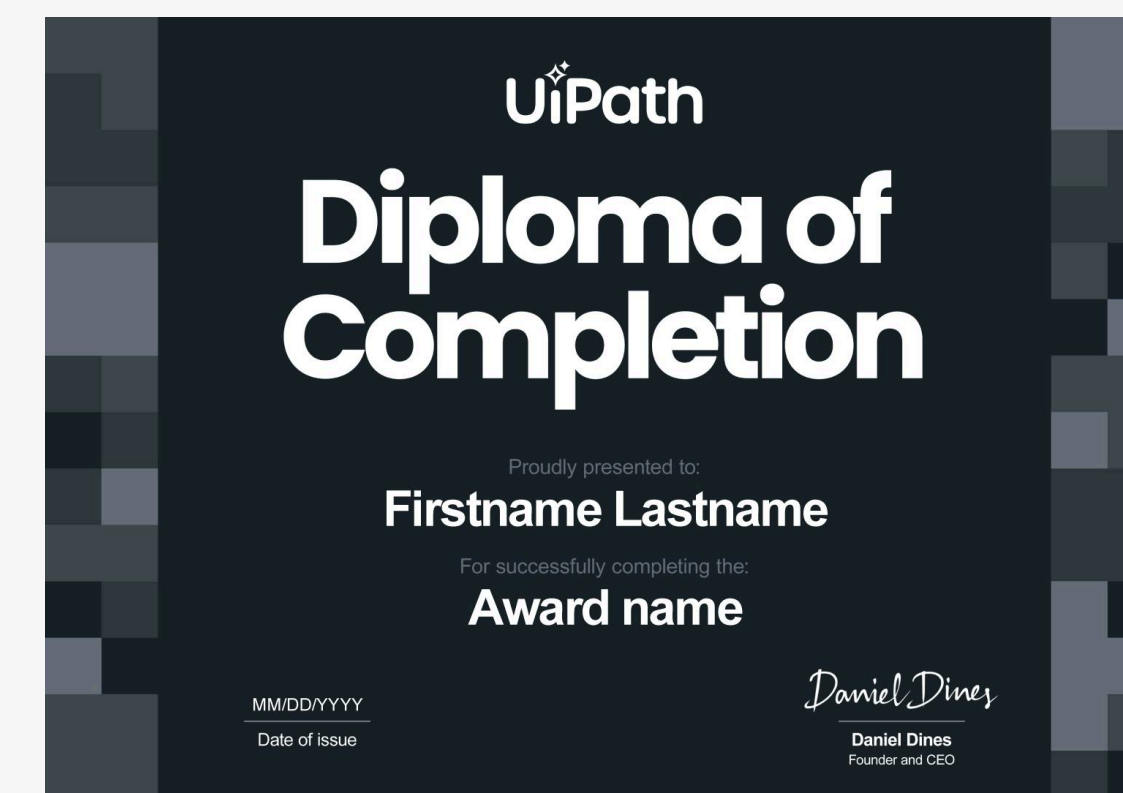 UiPath
Diploma of
Completion
Proudly presented to:
Firstname Lastname
For successfully completing the:
Award name
MM/DD/YYYY
Date of issue
Daniel Dines
Daniel Dines
Founder and CEO